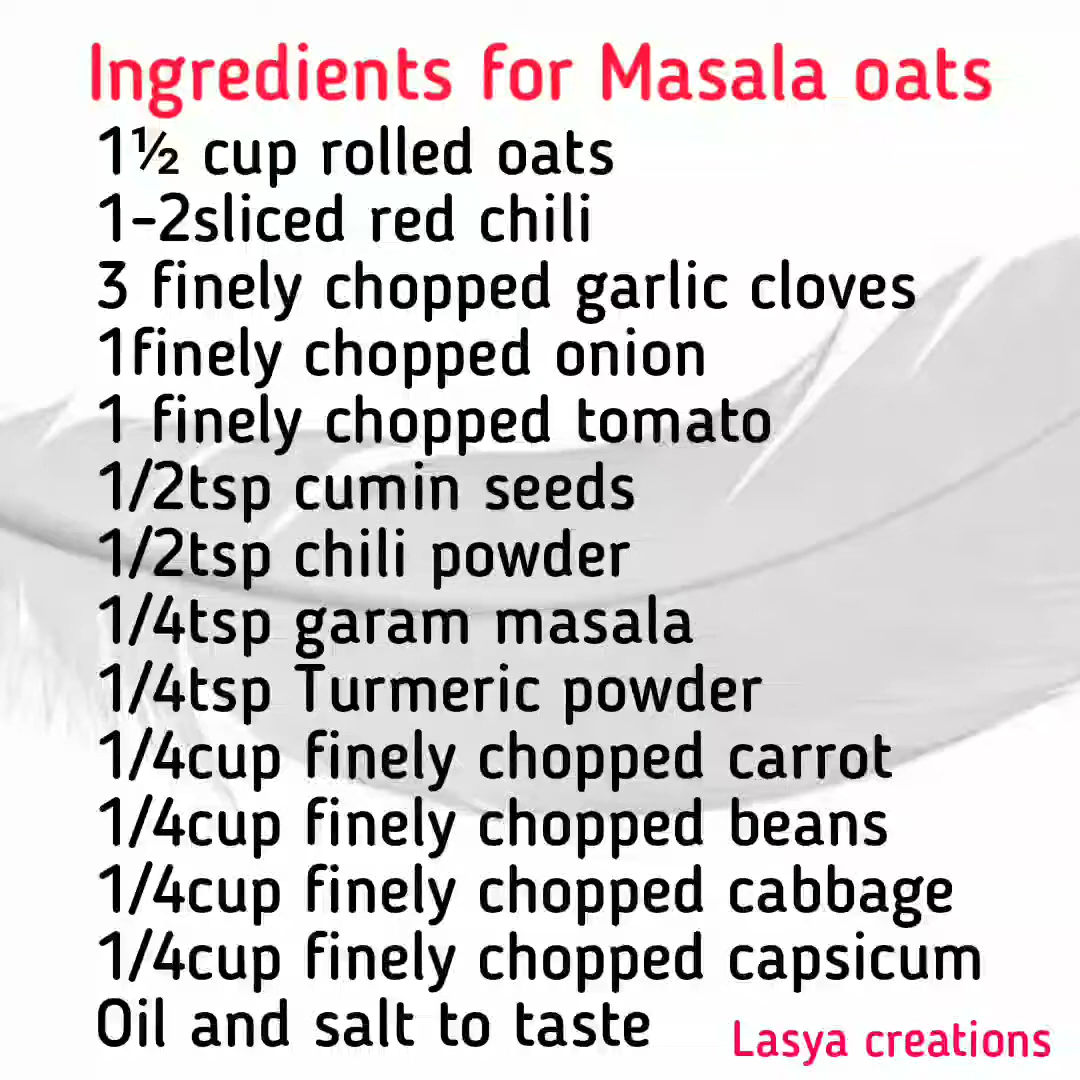 Ingredients for Masala oats
1½ cup rolled oats
1-2sliced red chili
3 finely chopped garlic cloves
1finely chopped onion
1 finely chopped tomato
1/2tsp cumin seeds
1/2tsp chili powder
1/4tsp garam masala
1/4tsp Turmeric powder
1/4cup finely chopped carrot
1/4cup finely chopped beans
1/4cup finely chopped cabbage
1/4cup finely chopped capsicum
Oil and salt to taste
Lasya creations